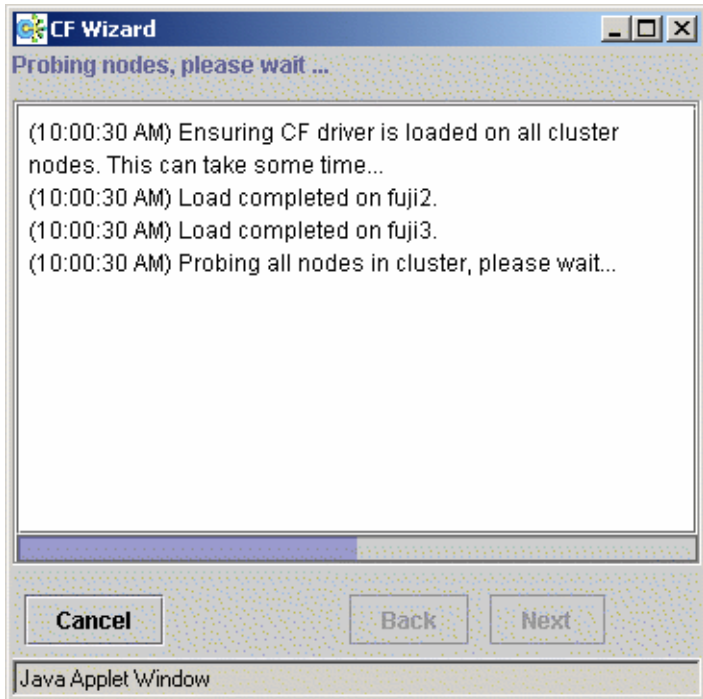 CF Wizard
Probing nodes, please wait ...
(10:00:30 AM) Ensuring CF driver is loaded on all cluster
nodes. This can take some time...
(10:00:30 AM) Load completed on fuji2.
(10:00:30 AM) Load completed on fuji3.
(10:00:30 AM) Probing all nodes in cluster, please wait...
Cancel
Back
Next
Java Applet Window